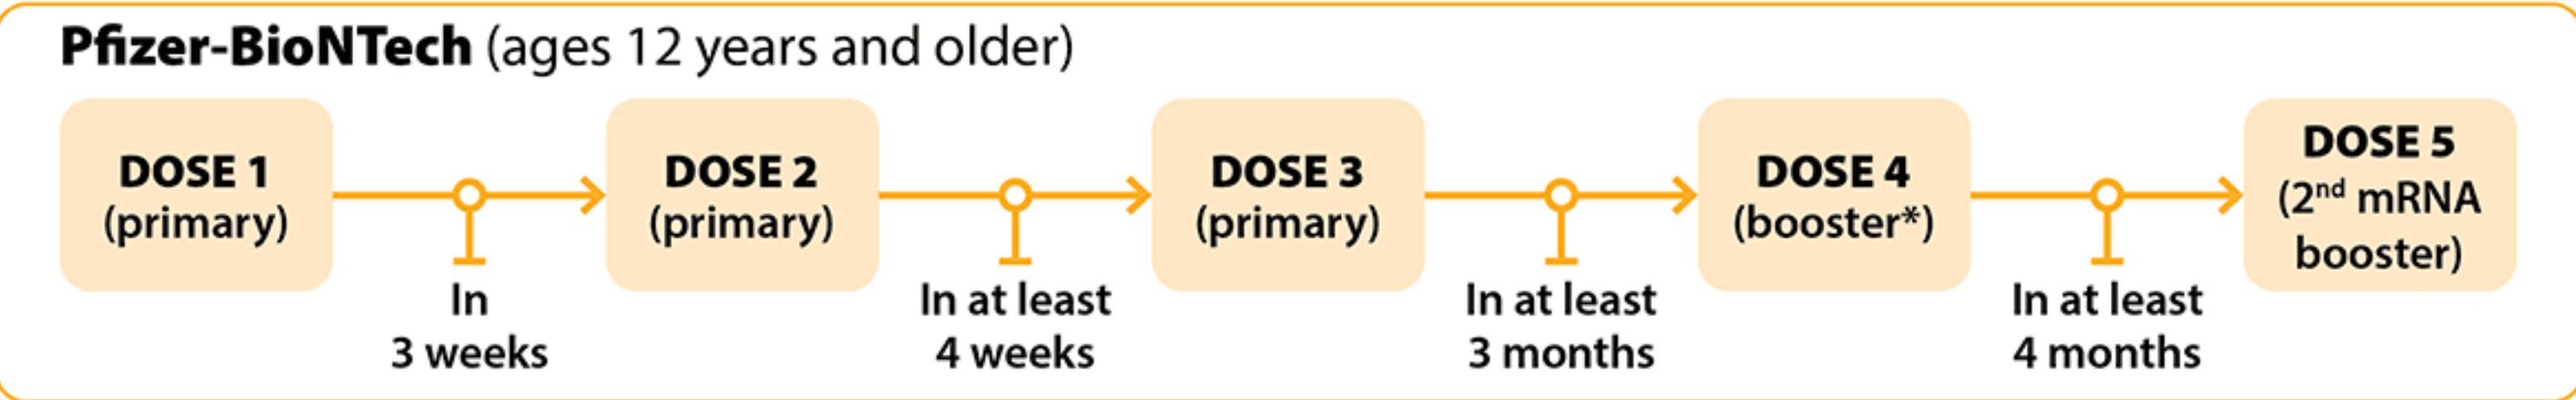 Pfizer-BioNTech (ages 12 years and older)
DOSE 1
(primary)
In
3 weeks
DOSE 2
(primary)
In at least
4 weeks
DOSE 3
(primary)
In at least
3 months
DOSE 4
(booster*)
In at least
4 months
DOSE 5
(2nd mRNA
booster)